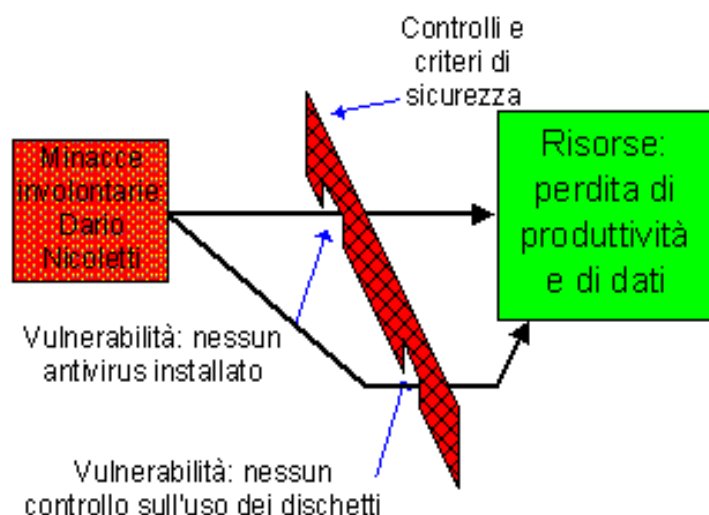 Controlli e
criteri di
sicurezza
Minacce
involontarie:
Dario
Nicoletti
Risorse:
perdita di
produttività
e di dati
Vulnerabilità: nessun
antivirus installato
Vulnerabilità: nessun
controllo sull'uso dei dischetti